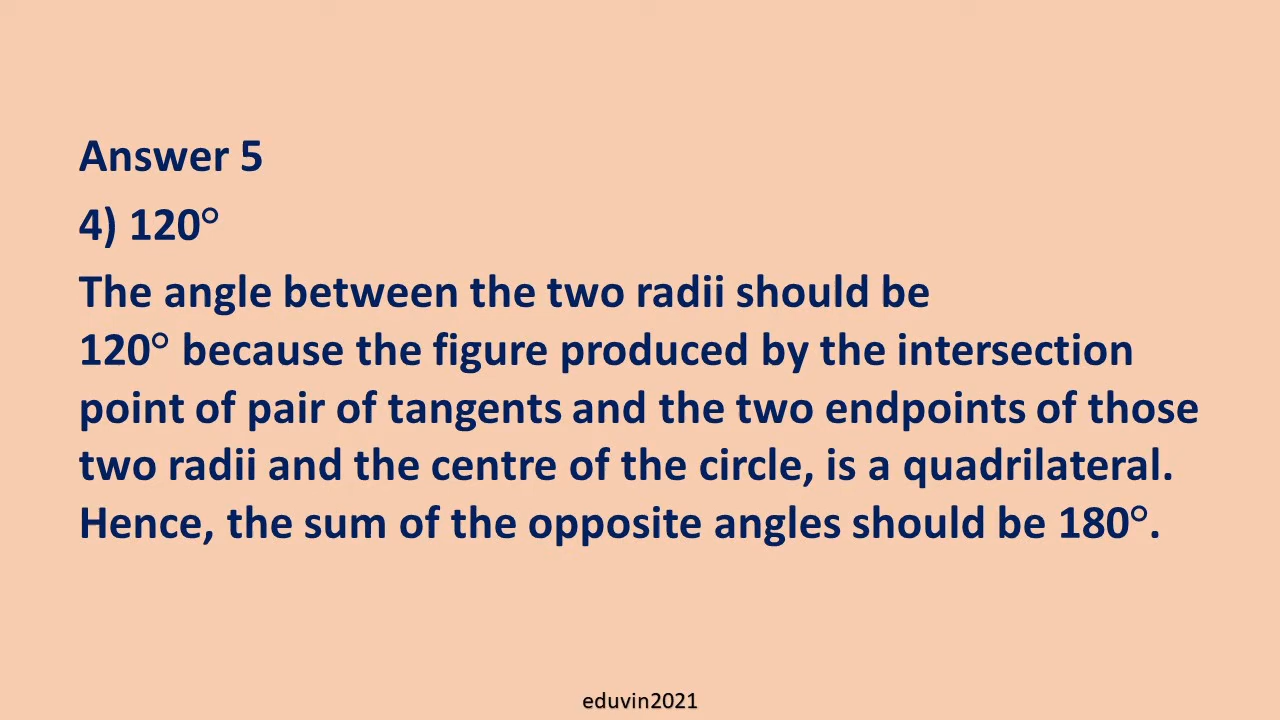 Answer 5
4) 120°
The angle between the two radii should be
120° because the figure produced by the intersection
point of pair of tangents and the two endpoints of those
two radii and the centre of the circle, is a quadrilateral.
Hence, the sum of the opposite angles should be 180°.
eduvin2021